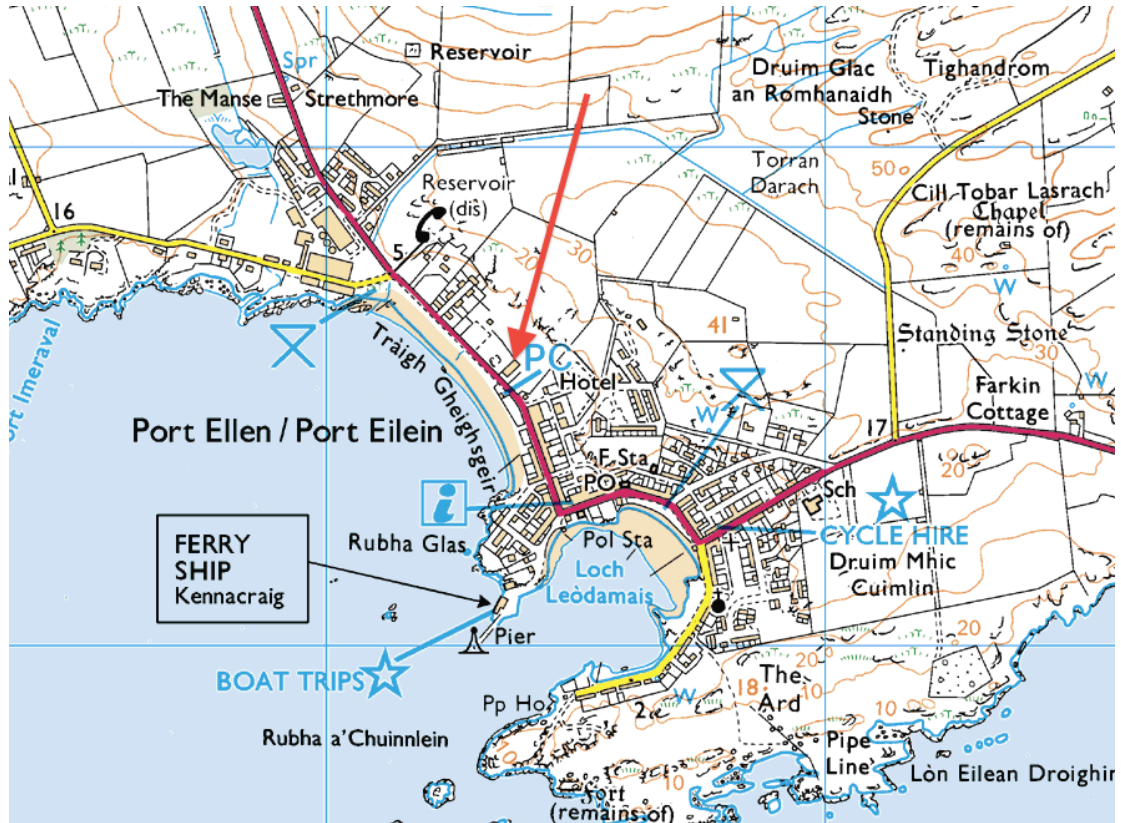 Reservoir
Spr
The Manse
Strethmore
Druim Glac
an Romhanaidh
Stone
Tighandrom
Reservoir
(dis)
Torran
Darach
50
Cill Tobar Lasrach
Chapel
(remains of)
16
5
20
30
40
W
41
Standing Stone
30
PC
Hotel
W
W
Farkin
Cottage
Tràigh Gheighsgeir
Port Ellen / Port Eilein
17
20
F Sta
PO
Sch
i
CYCLE HIRE
Rubha Glas
Pol Sta
Loch
Leòdamais
Druim Mhic
Cuimlin
FERRY
SHIP
Kennacraig
Pier
20
10
BOAT TRIPS
The
Ard
18
10
10
Pp Ho
2
W
Rubha a'Chuinnlein
10
10
Pipe
Line
Lòn Eilean Droighin
Fort
(remains of)